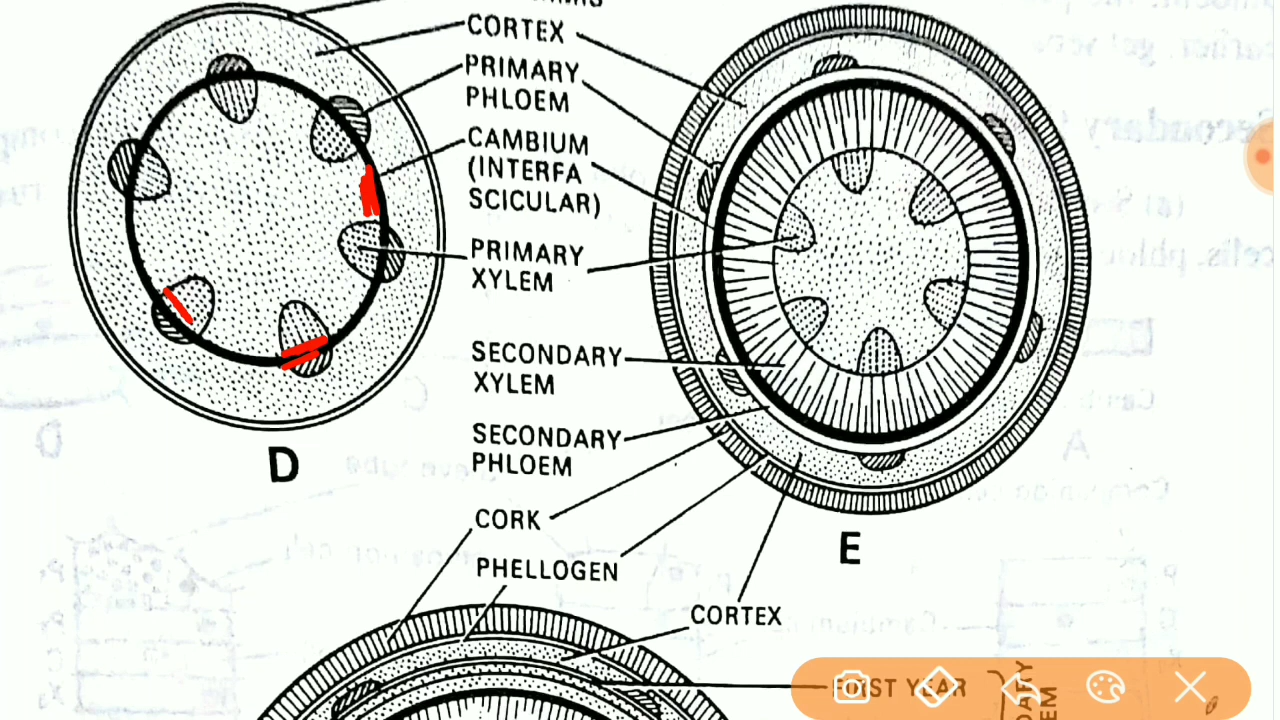 CORTEX
PRIMARY
PHLOEM
CAMBIUM
(INTERFA
SCICULAR)
PRIMARY
XYLEM
SECONDARY
XYLEM
SECONDARY
PHLOEM
CORK
PHELLOGEN
CORTEX
D
E
FIRST YEAR